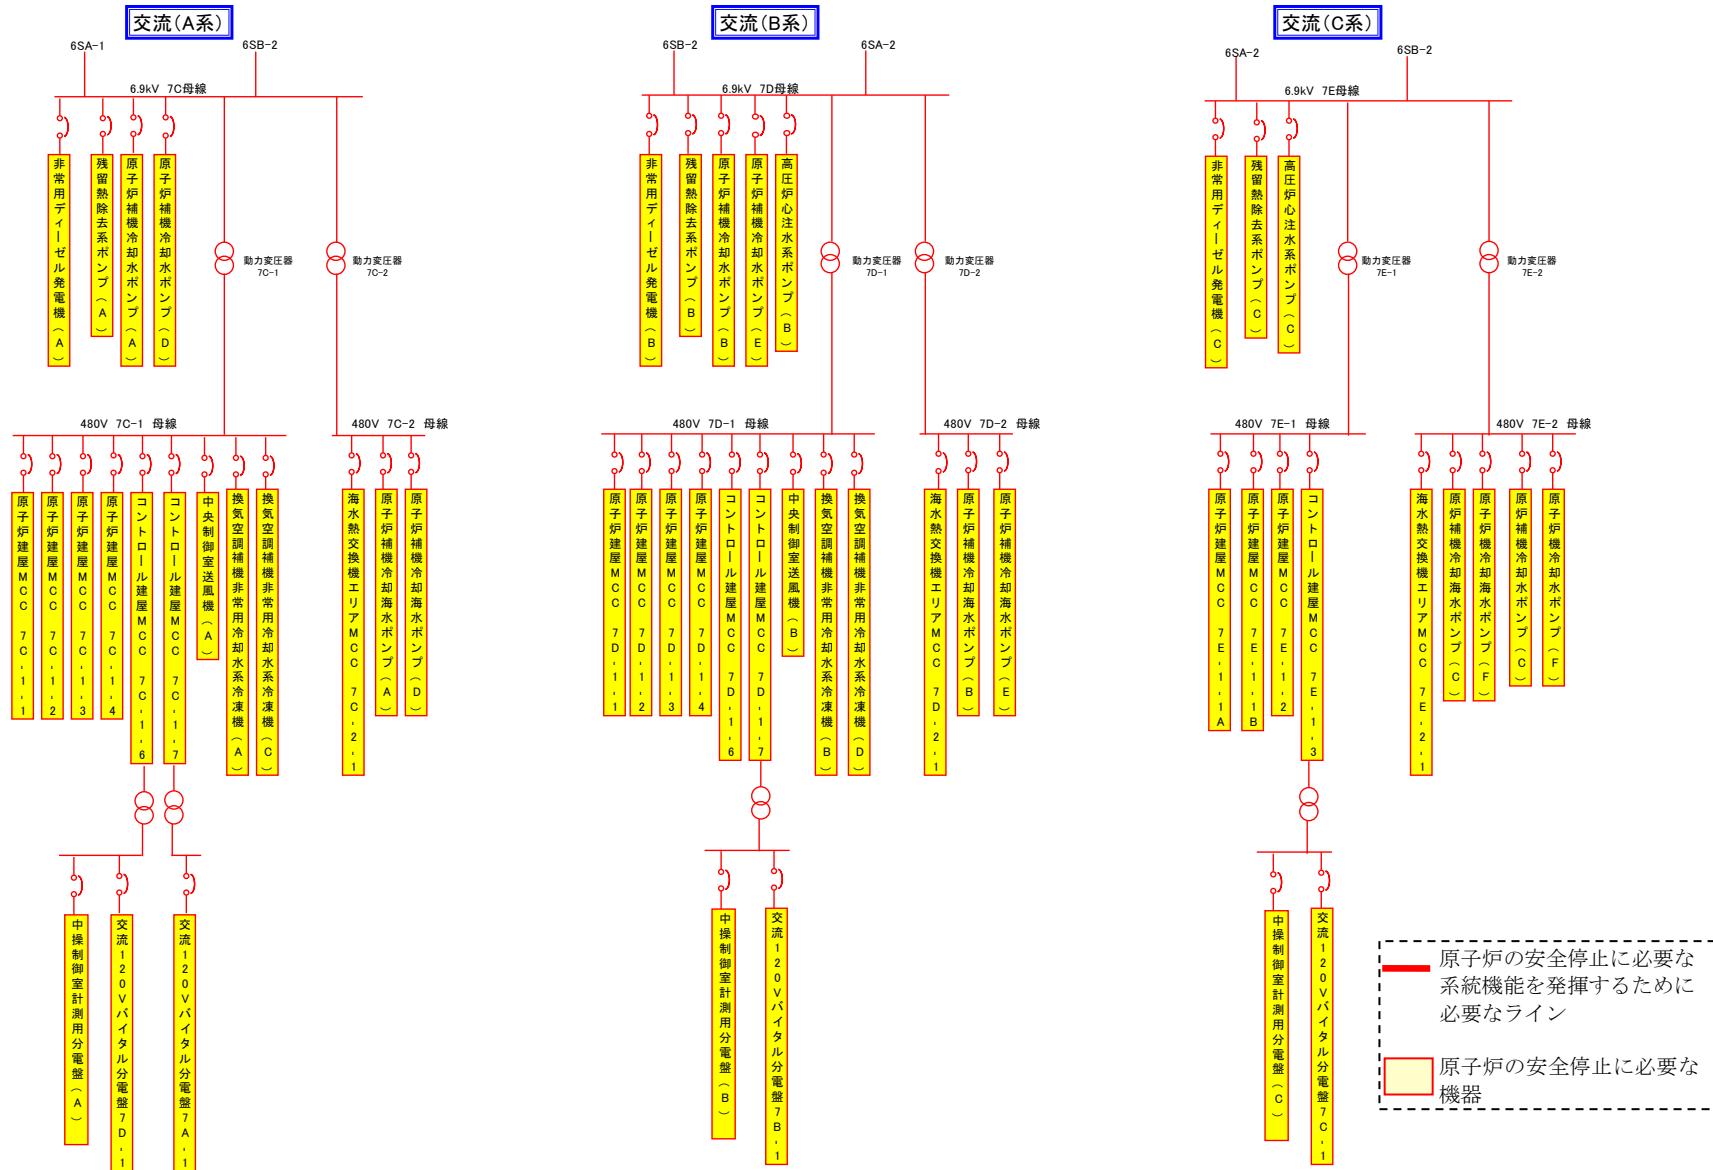 交流(A系)
6SA-1
6SB-2
6.9kV 7C母線
非常用ディーゼル発電機(A)
残留熱除去系ポンプ(A)
原子炉補機冷却水ポンプ(A)
原子炉補機冷却水ポンプ(D)
動力変圧器
7C-1
動力変圧器
7C-2
480V 7C-1 母線
原子炉建屋MCC 7C-1-1
原子炉建屋MCC 7C-1-2
原子炉建屋MCC 7C-1-3
原子炉建屋MCC 7C-1-4
コントロール建屋MCC 7C-1-6
コントロール建屋MCC 7C-1-7
中央制御室送風機(A)
換気空調補機非常用冷却水系冷凍機(A)
換気空調補機非常用冷却水系冷凍機(C)
480V 7C-2 母線
海水熱交換機エリアMCC 7C-2-1
原子炉補機冷却海水ポンプ(A)
原子炉補機冷却海水ポンプ(D)
中操制御室計測用分電盤(A)
交流120Vバイタル分電盤7D-1
交流120Vバイタル分電盤7A-1
交流(B系)
6SB-2
6SA-2
6.9kV 7D母線
非常用ディーゼル発電機(B)
残留熱除去系ポンプ(B)
原子炉補機冷却水ポンプ(B)
原子炉補機冷却水ポンプ(E)
高圧炉心注水系ポンプ(B)
動力変圧器
7D-1
動力変圧器
7D-2
480V 7D-1 母線
原子炉建屋MCC 7D-1-1
原子炉建屋MCC 7D-1-2
原子炉建屋MCC 7D-1-3
原子炉建屋MCC 7D-1-4
コントロール建屋MCC 7D-1-6
コントロール建屋MCC 7D-1-7
中央制御室送風機(B)
換気空調補機非常用冷却水系冷凍機(B)
換気空調補機非常用冷却水系冷凍機(D)
480V 7D-2 母線
海水熱交換機エリアMCC 7D-2-1
原子炉補機冷却海水ポンプ(B)
原子炉補機冷却海水ポンプ(E)
中操制御室計測用分電盤(B)
交流120Vバイタル分電盤7B-1
交流(C系)
6SA-2
6SB-2
6.9kV 7E母線
非常用ディーゼル発電機(C)
残留熱除去系ポンプ(C)
高圧炉心注水系ポンプ(C)
動力変圧器
7E-1
動力変圧器
7E-2
480V 7E-1 母線
原子炉建屋MCC 7E-1-1A
原子炉建屋MCC 7E-1-1B
原子炉建屋MCC 7E-1-2
コントロール建屋MCC 7E-1-3
480V 7E-2 母線
海水熱交換機エリアMCC 7E-2-1
原子炉補機冷却海水ポンプ(C)
原子炉機冷却海水ポンプ(F)
原子炉機冷却水ポンプ(C)
原子炉機冷却水ポンプ(F)
中操制御室計測用分電盤(C)
交流120Vバイタル分電盤7C-1
原子炉の安全停止に必要な
系統機能を発揮するために
必要なライン
原子炉の安全停止に必要な
機器